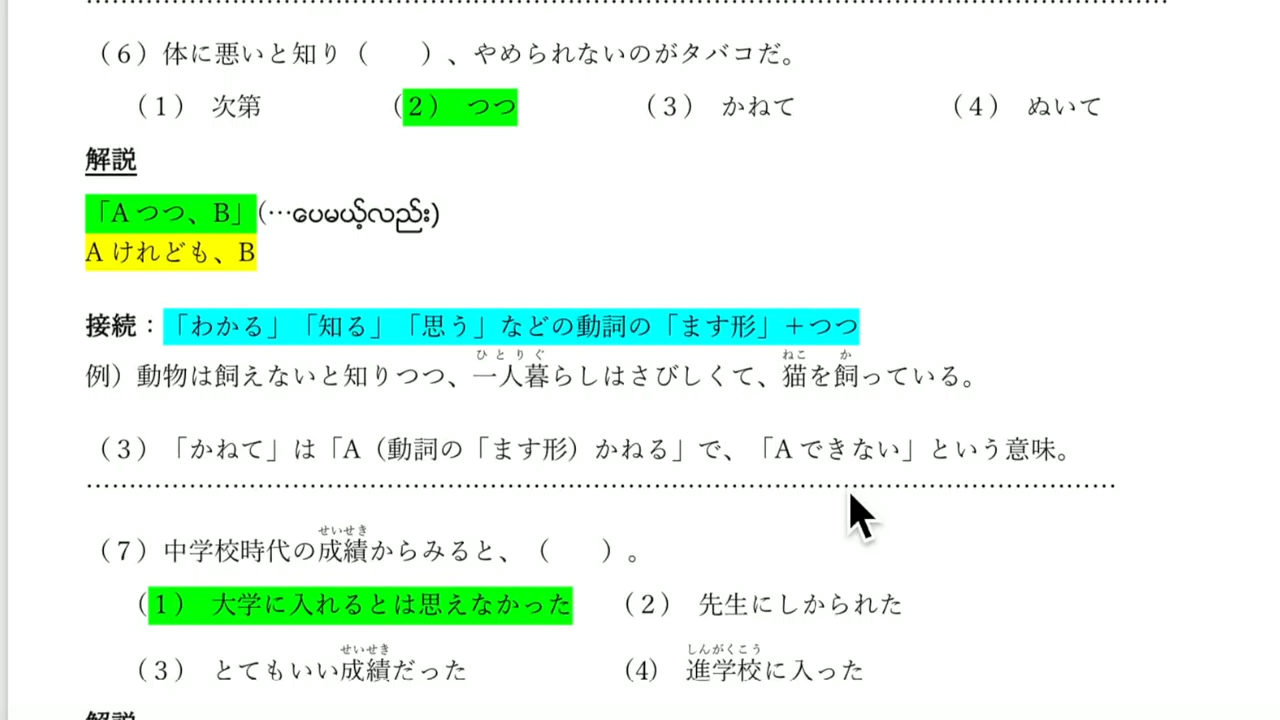 （6）体に悪いと知り（　　）、やめられないのがタバコだ。
（1）　次第　　（2）　つつ　　（3）　かねて　　（4）　ぬいて
解説
「A つつ、B」(…ပေမယ့်လည်း)
A けれども、B
接続：「わかる」「知る」「思う」などの動詞の「ます形」＋つつ
ひとりぐ　ねこ　か
例）動物は飼えないと知りつつ、一人暮らしはさびしくて、猫を飼っている。
（3）「かねて」は「A（動詞の「ます形）かねる」で、「A できない」という意味。
せいせき
（7）中学校時代の成績からみると、（　　）。
（1）　大学に入れるとは思えなかった　　（2）　先生にしかられた
せいせき　しんがくこう
（3）　とてもいい成績だった　　(4)　進学校に入った